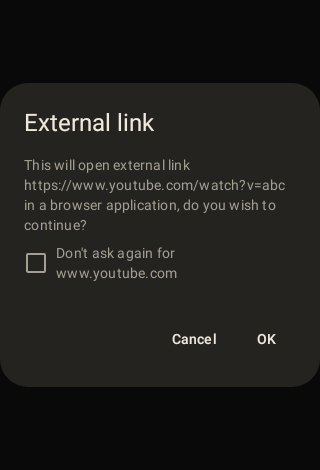 External link
This will open external link
https://www.youtube.com/watch?v=abc
in a browser application, do you wish to
continue?
Don't ask again for
www.youtube.com
Cancel OK